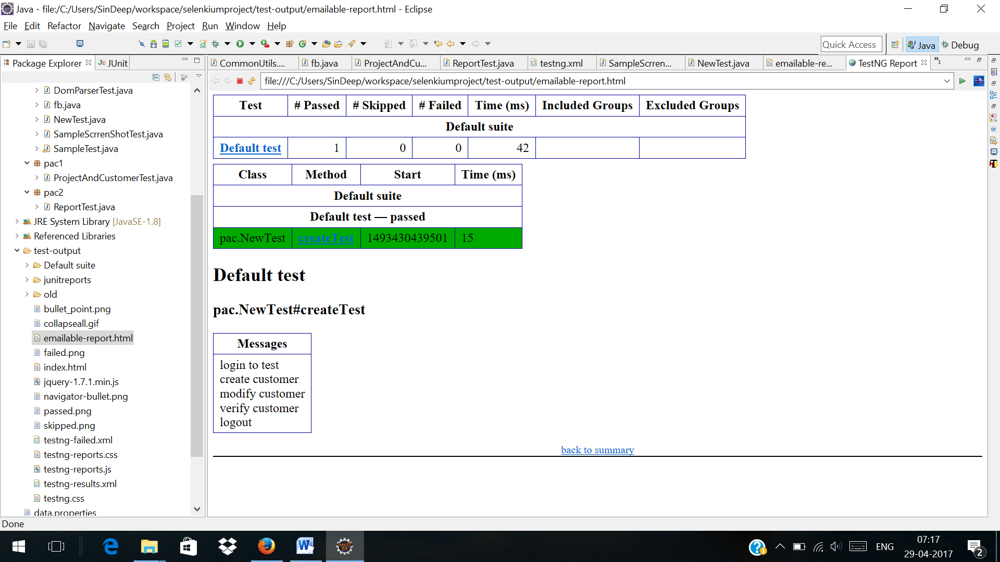 Java - file:/C:/Users/SinDeep/workspace/selenkiumproject/test-output/emailable-report.html - Eclipse
File Edit Refactor Navigate Search Project Run Window Help
Quick Access Java Debug
Package Explorer JUnit
CommonUtils.... fb.java ProjectAndCu... ReportTest.java testng.xml SampleScrren... NewTest.java emailable-re... TestNG Report 3
file:///C:/Users/SinDeep/workspace/selenkiumproject/test-output/emailable-report.html
DomParserTest.java
fb.java
NewTest.java
SampleScrrenShotTest.java
SampleTest.java
pac1
ProjectAndCustomerTest.java
pac2
ReportTest.java
JRE System Library [JavaSE-1.8]
Referenced Libraries
test-output
Default suite
junitreports
old
bullet_point.png
collapseall.gif
emailable-report.html
failed.png
index.html
jquery-1.7.1.min.js
navigator-bullet.png
passed.png
skipped.png
testng-failed.xml
testng-reports.css
testng-reports.js
testng-results.xml
testng.css
data.properties
Test # Passed # Skipped # Failed Time (ms) Included Groups Excluded Groups
Default suite
Default test 1 0 0 42
Class Method Start Time (ms)
Default suite
Default test — passed
pac.NewTest createTest 1493430439501 15
Default test
pac.NewTest#createTest
Messages
login to test
create customer
modify customer
verify customer
logout
back to summary
Done
ENG
07:17
29-04-2017
2